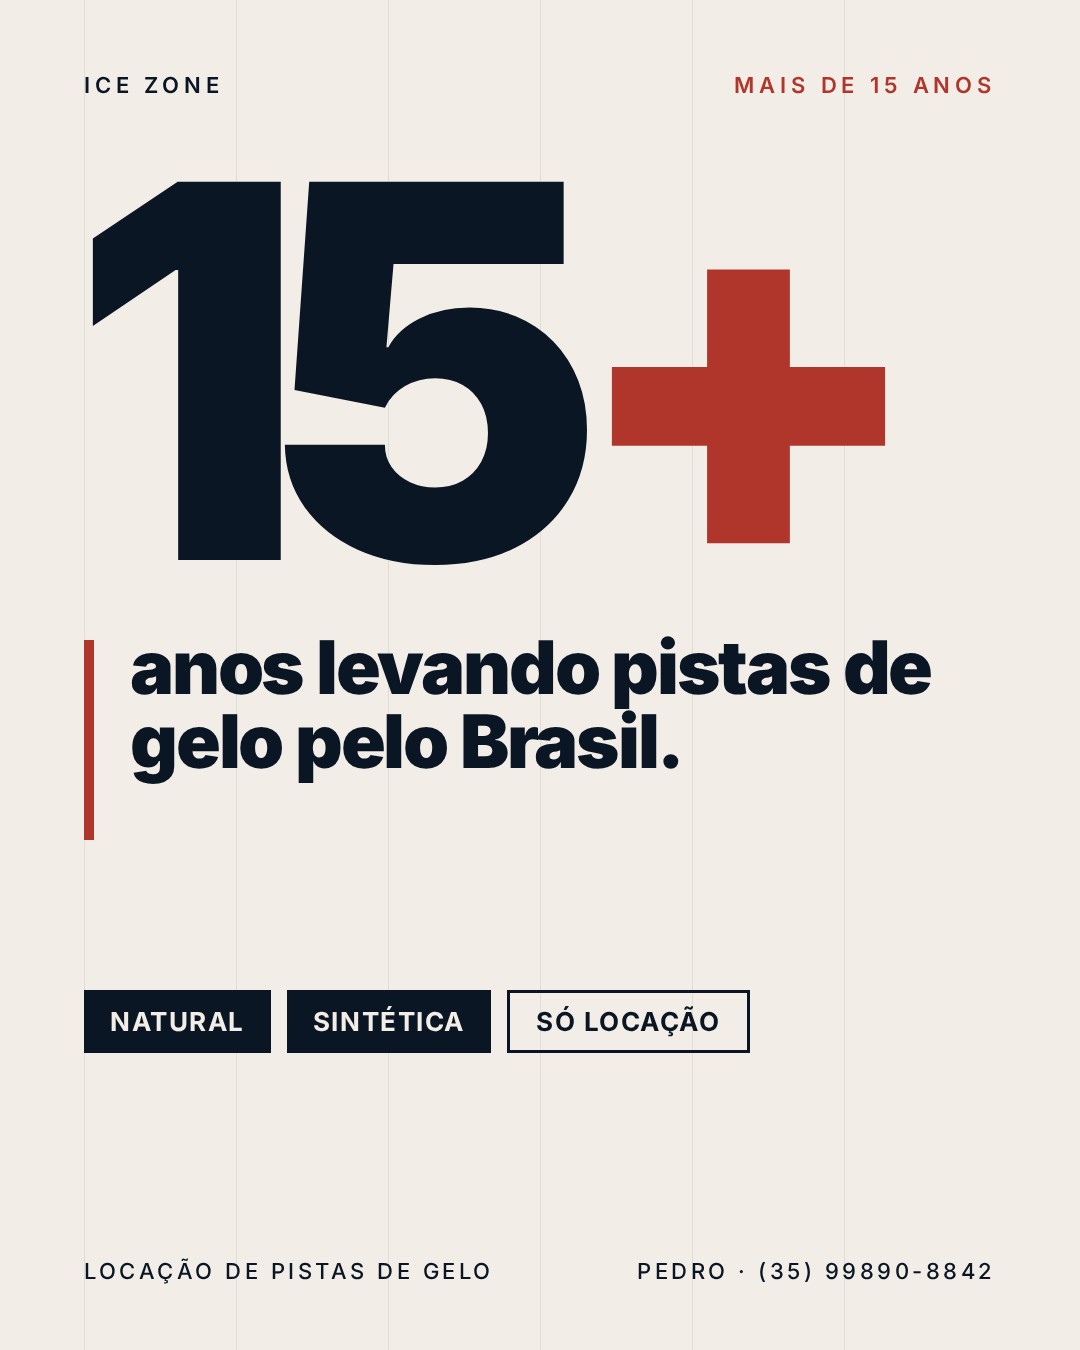 ICE ZONE
MAIS DE 15 ANOS
15+
anos levando pistas de
gelo pelo Brasil.
NATURAL
SINTÉTICA
SÓ LOCAÇÃO
LOCAÇÃO DE PISTAS DE GELO
PEDRO · (35) 99890-8842